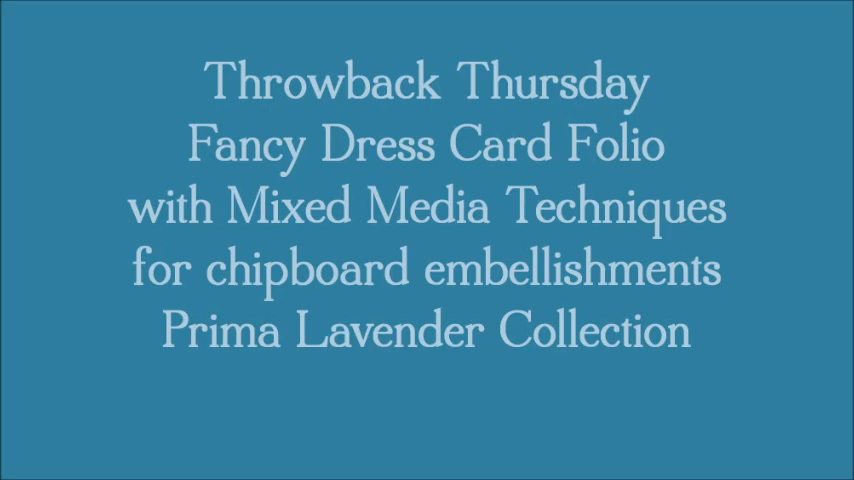 Throwback Thursday
Fancy Dress Card Folio
with Mixed Media Techniques
for chipboard embellishments
Prima Lavender Collection